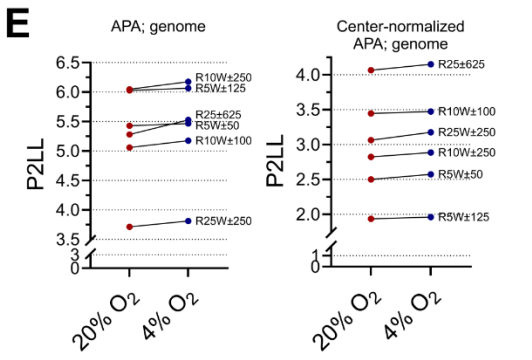 E
APA; genome
P2LL
6.5
6.0
5.5
5.0
4.5
4.0
3.5
3
0
R10W±250
R5W±125
R25±625
R5W±50
R10W±100
R25W±250
20% O2
4% O2
Center-normalized
APA; genome
P2LL
4.0
3.5
3.0
2.5
2.0
1
0
R25±625
R10W±100
R25W±250
R10W±250
R5W±50
R5W±125
20% O2
4% O2